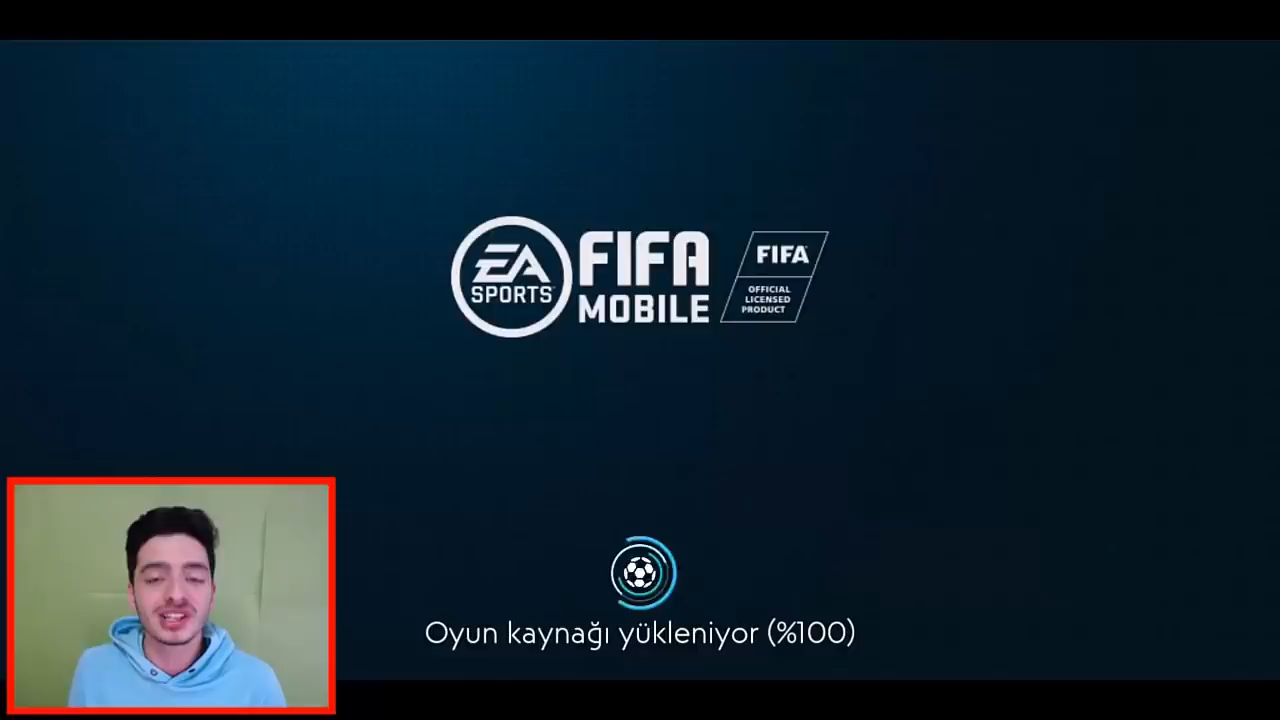 EA
SPORTS
FIFA
MOBILE
FIFA
OFFICIAL
LICENSED
PRODUCT
Oyun kaynağı yükleniyor (%100)